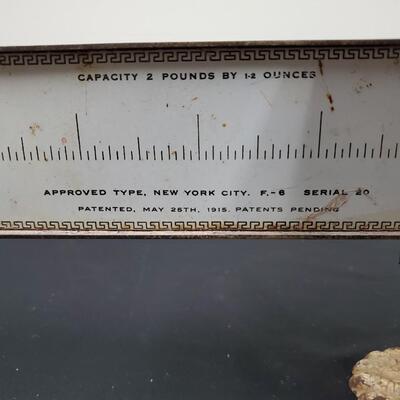 CAPACITY 2 POUNDS BY 1-2 OUNCES
APPROVED TYPE, NEW YORK CITY. F.-6 SERIAL 20
PATENTED, MAY 25TH, 1915. PATENTS PENDING